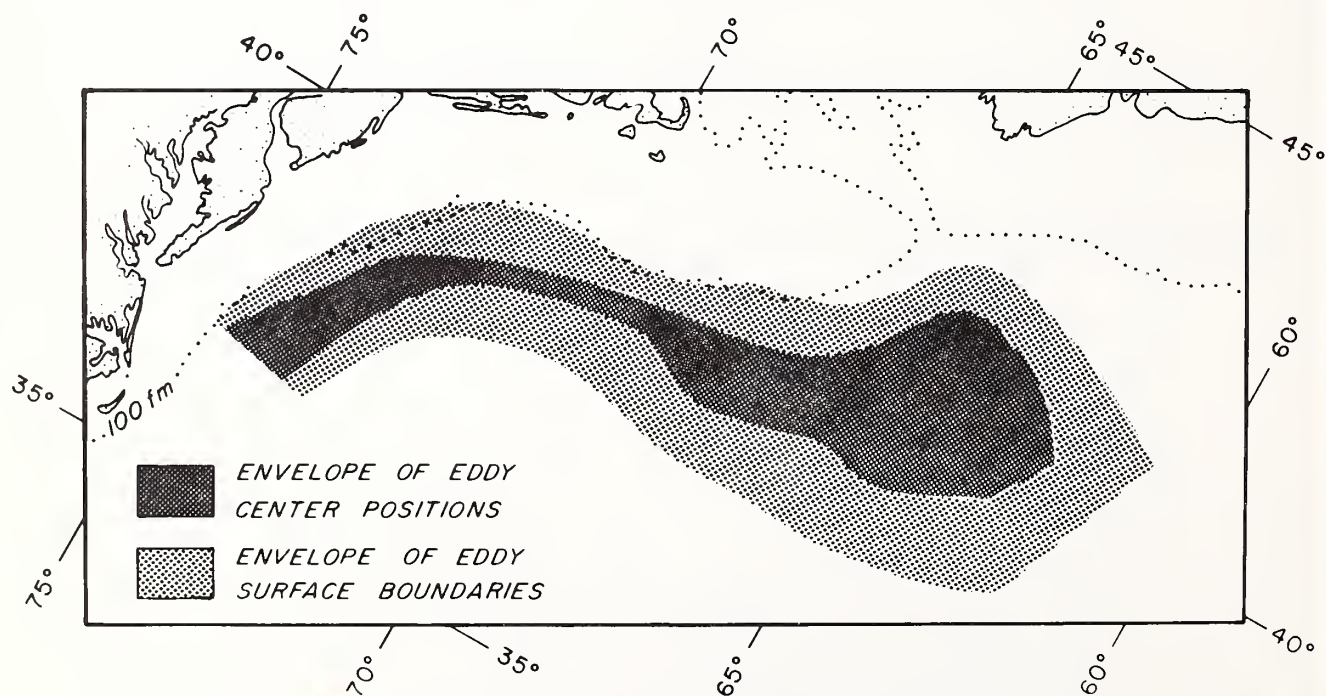 40°
75°
70°
65°
45°
45°
60°
35°
100 fm
ENVELOPE OF EDDY
CENTER POSITIONS
ENVELOPE OF EDDY
SURFACE BOUNDARIES
75°
70°
35°
65°
60°
40°